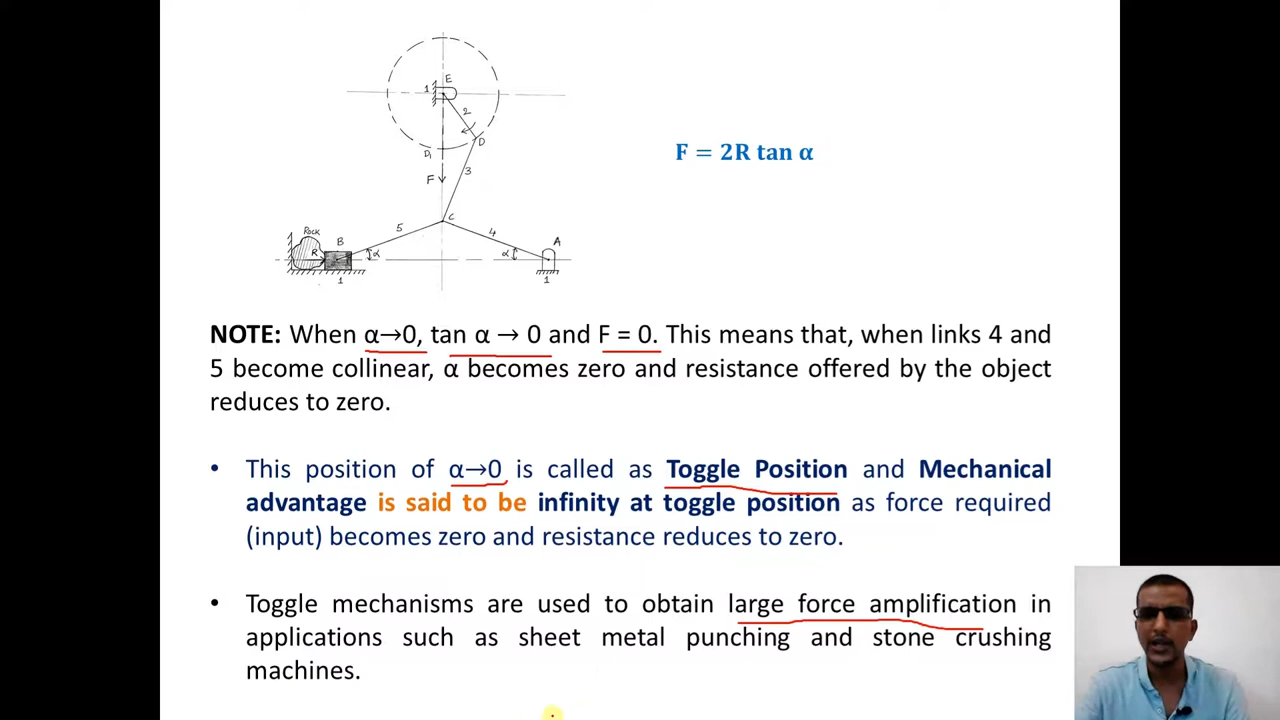 E
1
2
D
D₁
F
3
C
5
4
Rock
B
A
R
α
α
1
1
F = 2R tan α
NOTE: When α→0, tan α → 0 and F = 0. This means that, when links 4 and
5 become collinear, α becomes zero and resistance offered by the object
reduces to zero.
• This position of α→0 is called as Toggle Position and Mechanical
advantage is said to be infinity at toggle position as force required
(input) becomes zero and resistance reduces to zero.
• Toggle mechanisms are used to obtain large force amplification in
applications such as sheet metal punching and stone crushing
machines.